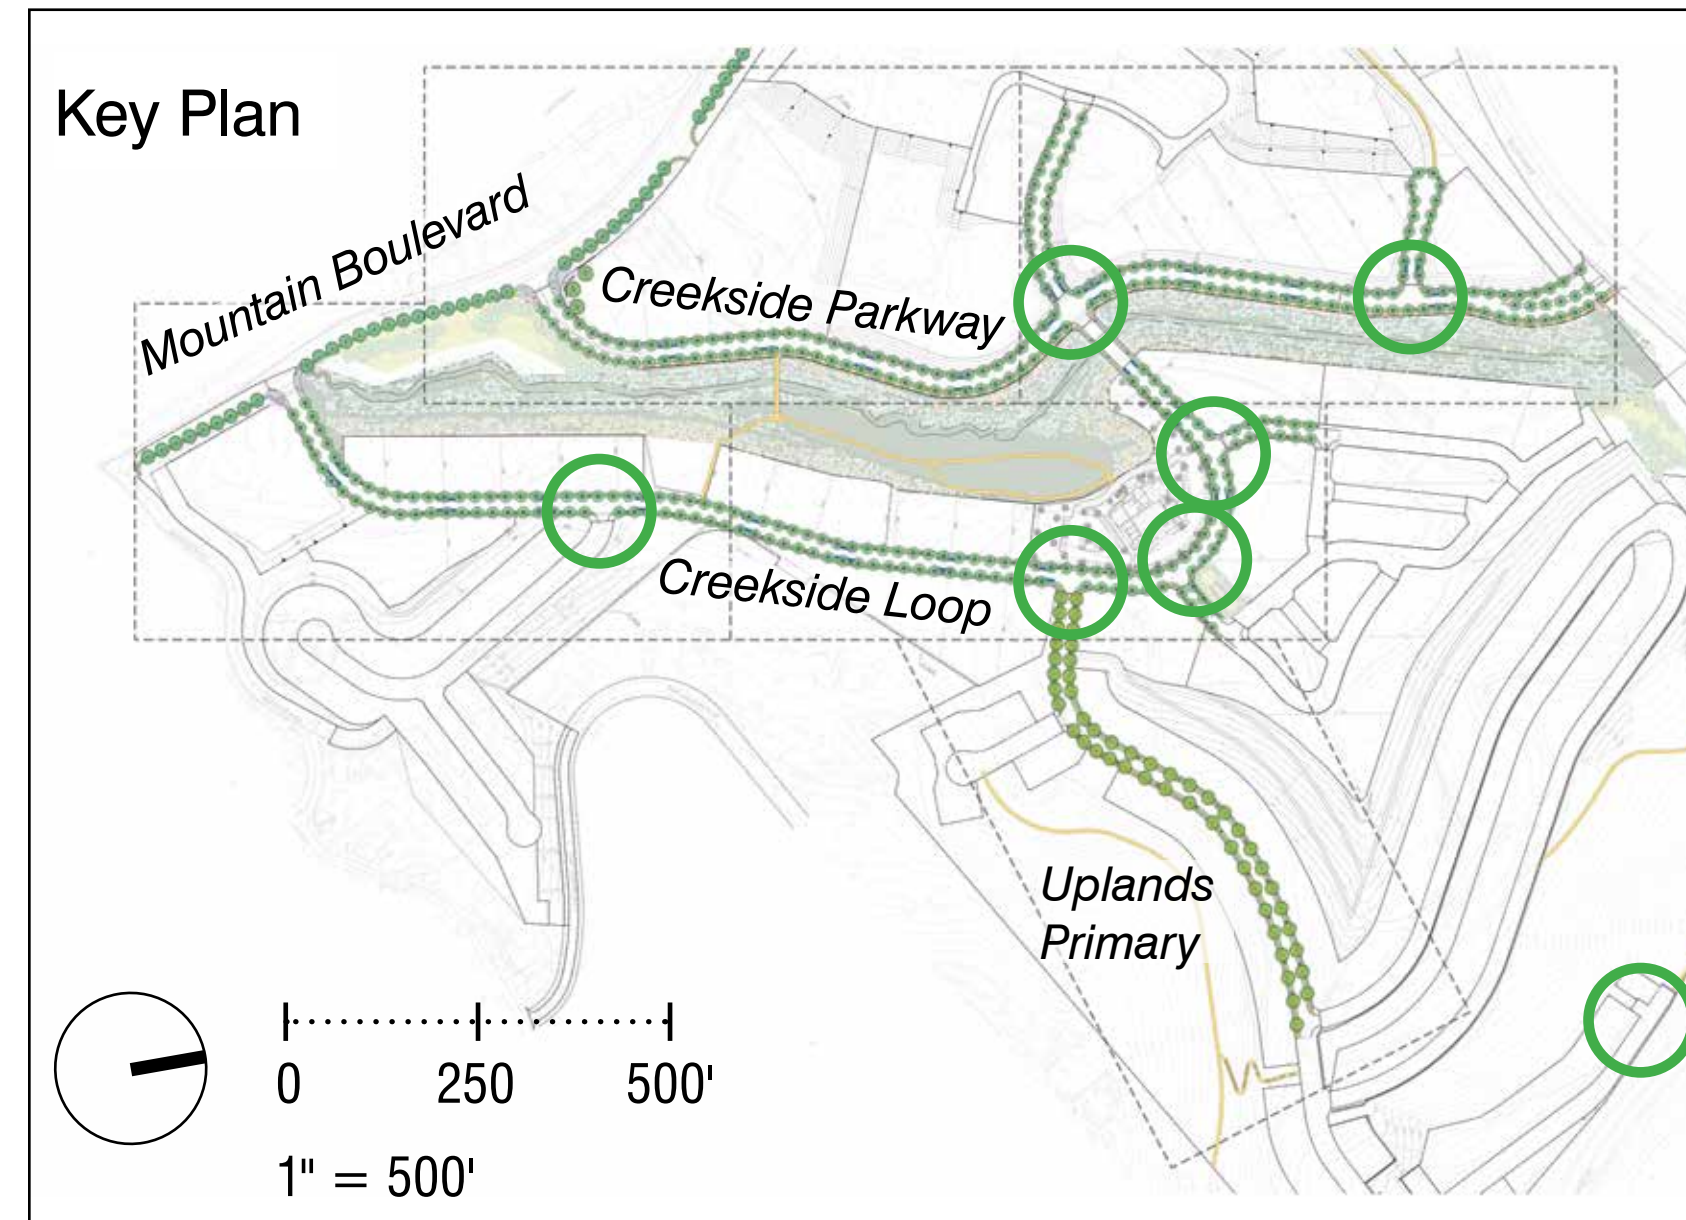 Key Plan
Mountain Boulevard
Creekside Parkway
Creekside Loop
Uplands
Primary
0 250 500'
1" = 500'